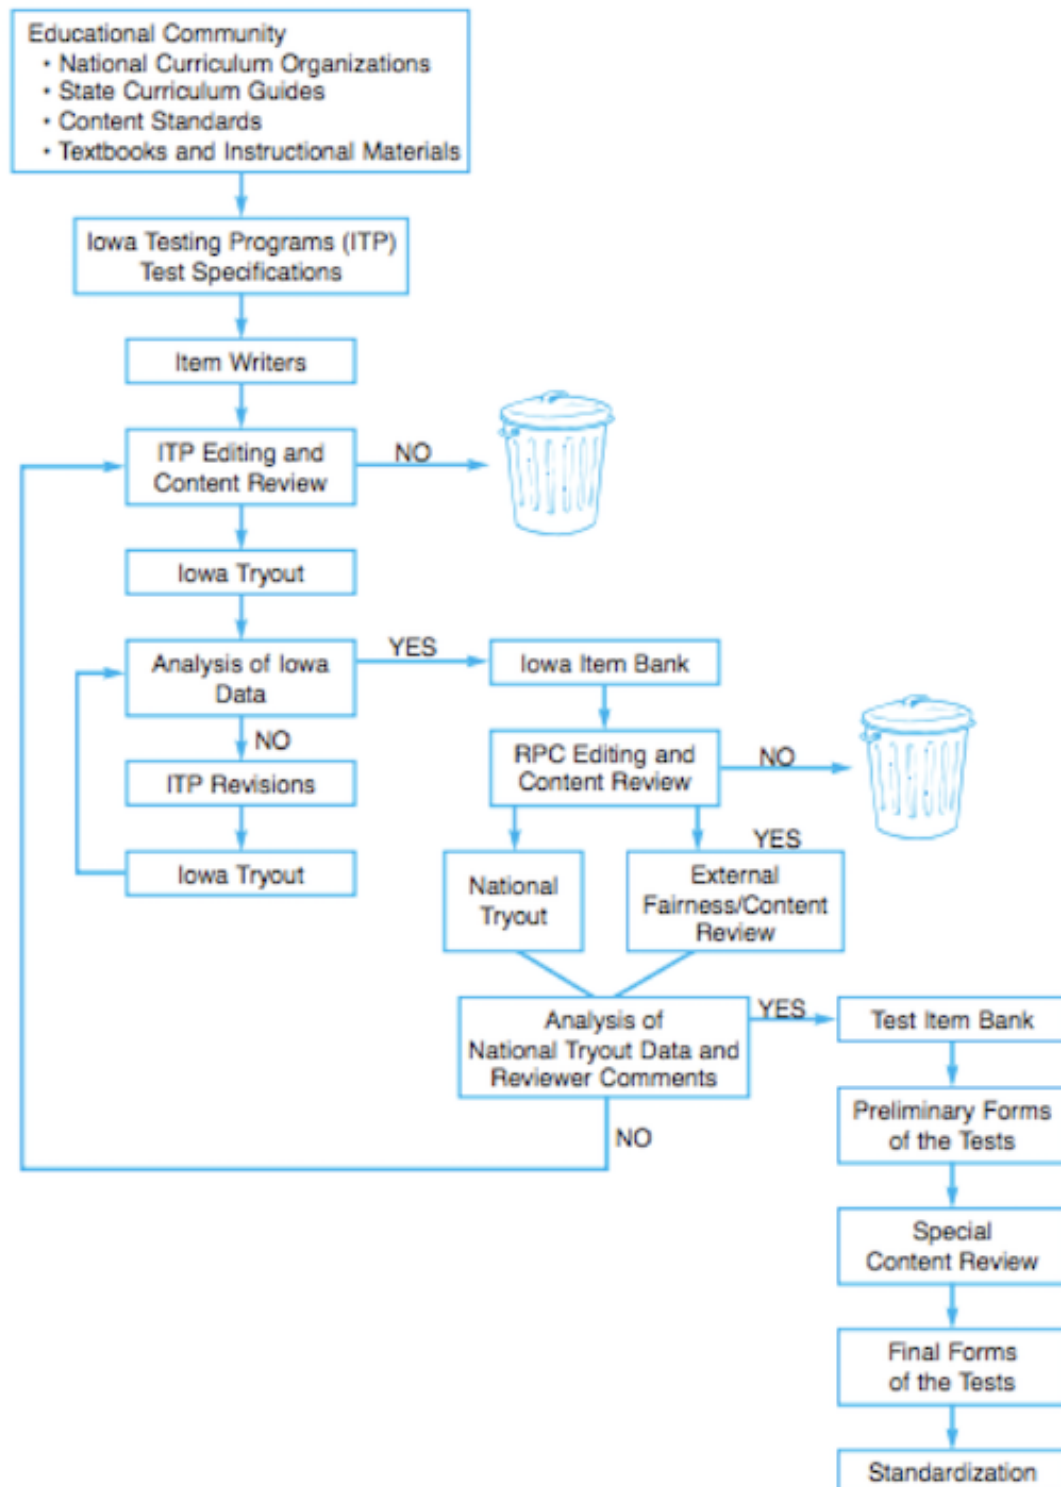 Educational Community
• National Curriculum Organizations
• State Curriculum Guides
• Content Standards
• Textbooks and Instructional Materials
Iowa Testing Programs (ITP)
Test Specifications
Item Writers
ITP Editing and
Content Review
NO
Iowa Tryout
Analysis of Iowa
Data
YES
Iowa Item Bank
NO
RPC Editing and
Content Review
NO
ITP Revisions
Iowa Tryout
YES
National
Tryout
External
Fairness/Content
Review
Analysis of
National Tryout Data and
Reviewer Comments
YES
Test Item Bank
NO
Preliminary Forms
of the Tests
Special
Content Review
Final Forms
of the Tests
Standardization